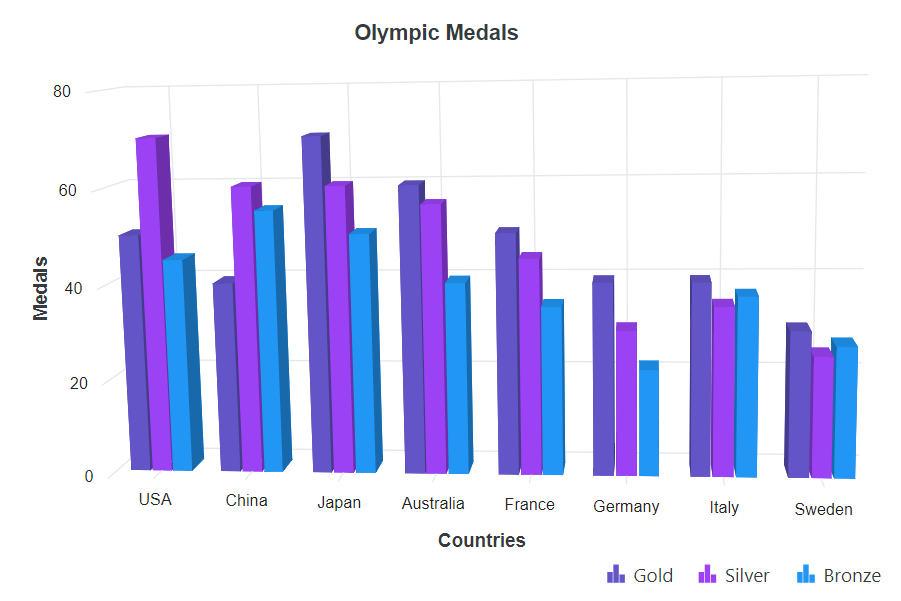 Olympic Medals
80
60
40
20
0
Medals
USA
China
Japan
Australia
France
Germany
Italy
Sweden
Countries
Gold
Silver
Bronze